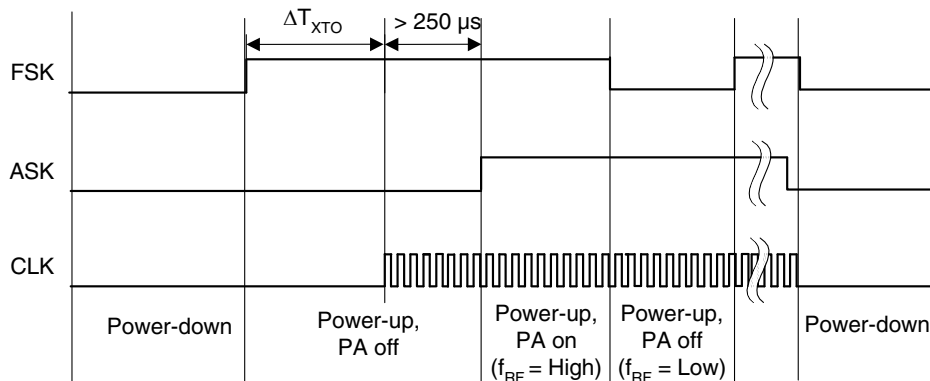 ΔT_XTO
> 250 μs
FSK
ASK
CLK
Power-down
Power-up,
PA off
Power-up,
PA on
(f_RF = High)
Power-up,
PA off
(f_RF = Low)
Power-down